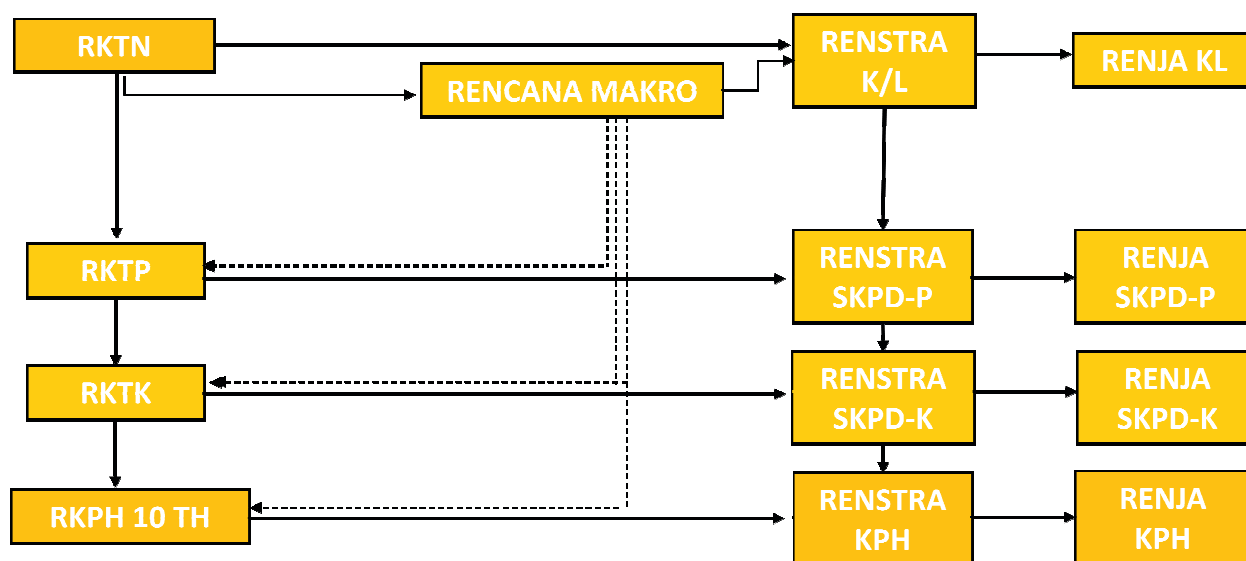 RKTN
RENCANA MAKRO
RENSTRA
K/L
RENJA KL
RKTP
RENSTRA
SKPD-P
RENJA
SKPD-P
RKTK
RENSTRA
SKPD-K
RENJA
SKPD-K
RKPH 10 TH
RENSTRA
KPH
RENJA
KPH